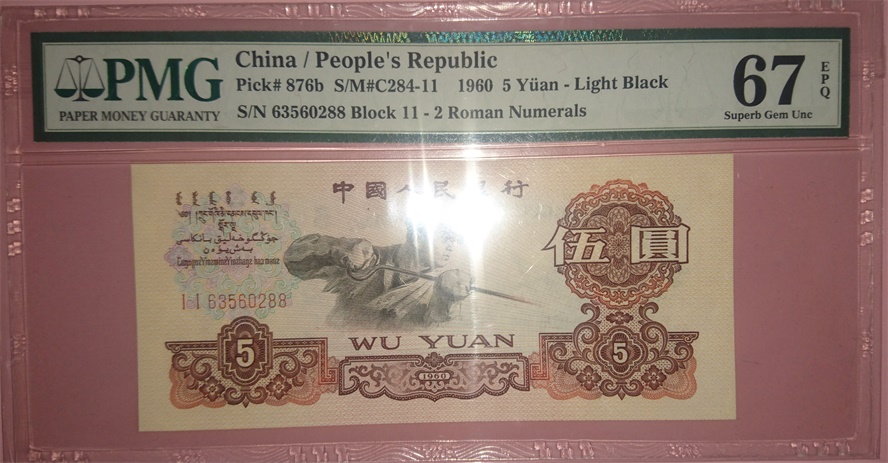 PMG
PAPER MONEY GUARANTY
China / People's Republic
Pick# 876b S/M#C284-11 1960 5 Yüan - Light Black
S/N 63560288 Block 11 - 2 Roman Numerals
67
EPQ
Superb Gem Unc
中國人民 行
伍圓
I I 63560288
5
WU YUAN
5
1960